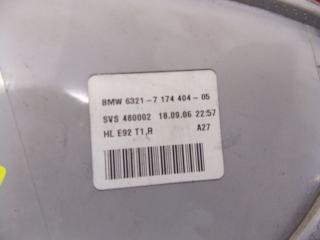 BMW 6321-7 174 404-05
SVS 480002 18.09.06 22:57
HL E92 T1,R A27